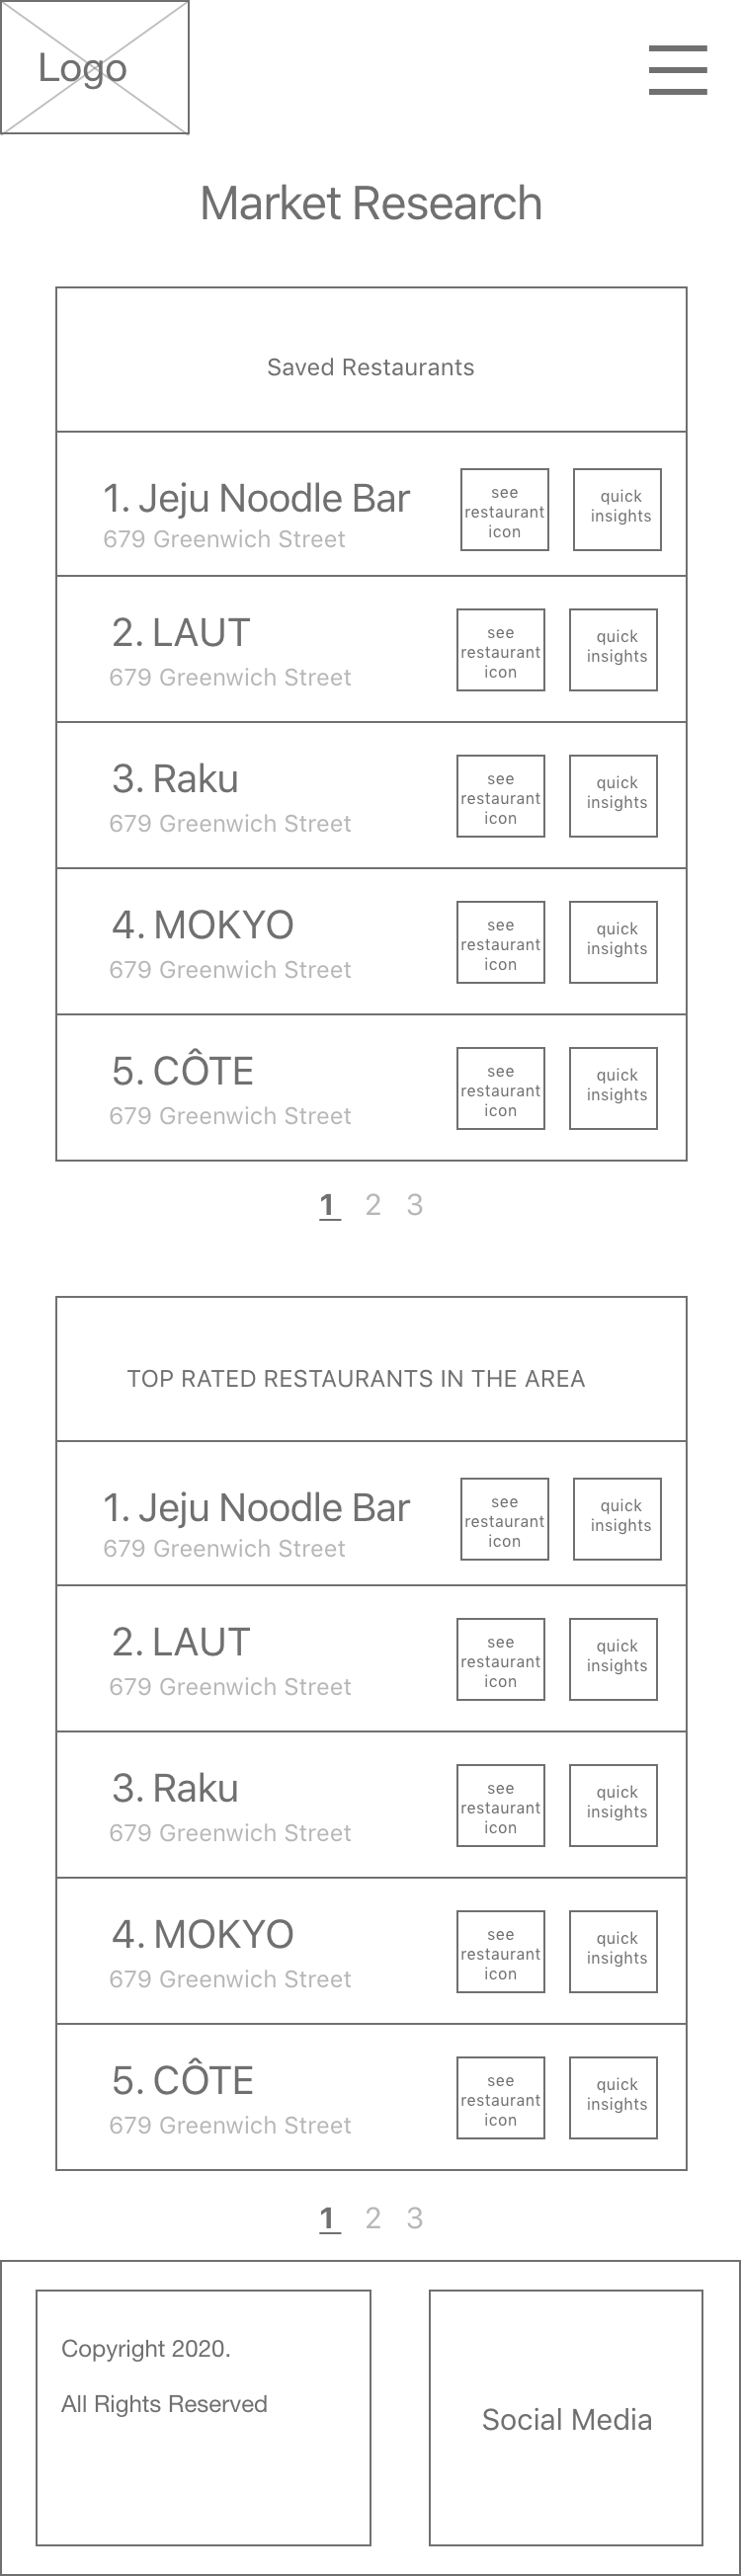 Logo
Market Research
Saved Restaurants
1. Jeju Noodle Bar
679 Greenwich Street
see
restaurant
icon
quick
insights
2. LAUT
679 Greenwich Street
see
restaurant
icon
quick
insights
3. Raku
679 Greenwich Street
see
restaurant
icon
quick
insights
4. MOKYO
679 Greenwich Street
see
restaurant
icon
quick
insights
5. CÔTE
679 Greenwich Street
see
restaurant
icon
quick
insights
1 2 3
TOP RATED RESTAURANTS IN THE AREA
1. Jeju Noodle Bar
679 Greenwich Street
see
restaurant
icon
quick
insights
2. LAUT
679 Greenwich Street
see
restaurant
icon
quick
insights
3. Raku
679 Greenwich Street
see
restaurant
icon
quick
insights
4. MOKYO
679 Greenwich Street
see
restaurant
icon
quick
insights
5. CÔTE
679 Greenwich Street
see
restaurant
icon
quick
insights
1 2 3
Copyright 2020.
All Rights Reserved
Social Media